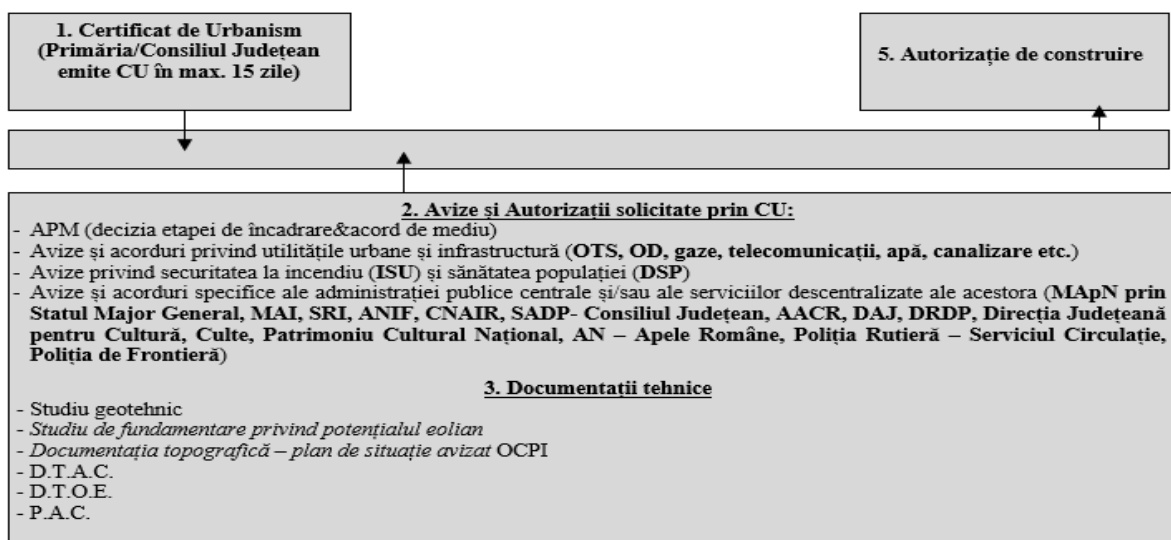 1. Certificat de Urbanism
(Primăria/Consiliul Județean
emite CU în max. 15 zile)
5. Autorizație de construire
2. Avize și Autorizații solicitate prin CU:
- APM (decizia etapei de încadrare&acord de mediu)
- Avize și acorduri privind utilitățile urbane și infrastructură (OTS, OD, gaze, telecomunicații, apă, canalizare etc.)
- Avize privind securitatea la incendiu (ISU) și sănătatea populației (DSP)
- Avize și acorduri specifice ale administrației publice centrale și/sau ale serviciilor descentralizate ale acestora (MApN prin
Statul Major General, MAI, SRI, ANIF, CNAIR, SADP- Consiliul Județean, AACR, DAJ, DRDP, Direcția Județeană
pentru Cultură, Culte, Patrimoniu Cultural Național, AN – Apele Române, Poliția Rutieră – Serviciul Circulație,
Poliția de Frontieră)
3. Documentații tehnice
- Studiu geotehnic
- Studiu de fundamentare privind potențialul eolian
- Documentația topografică – plan de situație avizat OCPI
- D.T.A.C.
- D.T.O.E.
- P.A.C.